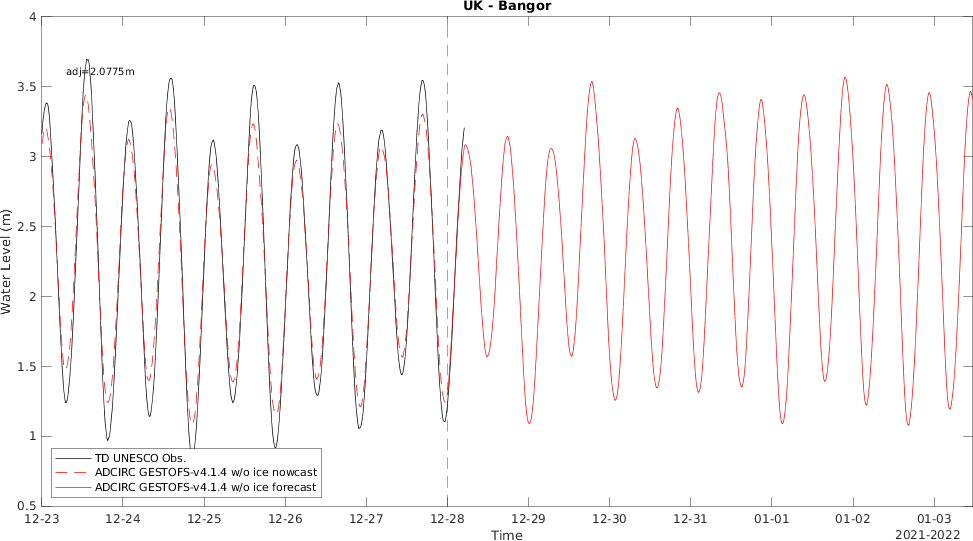 UK - Bangor
adj=2.0775m
4
3.5
3
2.5
2
1.5
1
0.5
Water Level (m)
TD UNESCO Obs.
ADCIRC GESTOFS-v4.1.4 w/o ice nowcast
ADCIRC GESTOFS-v4.1.4 w/o ice forecast
12-23 12-24 12-25 12-26 12-27 12-28 12-29 12-30 12-31 01-01 01-02 01-03
Time
2021-2022